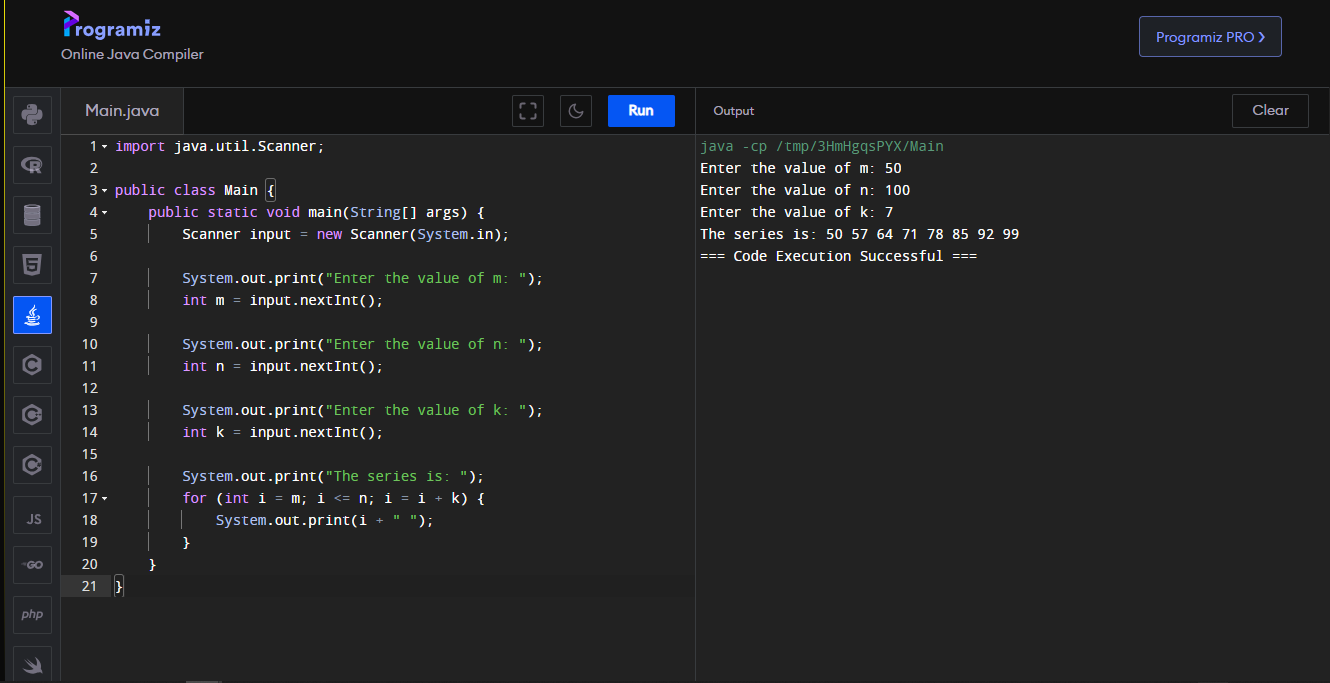 Programiz
Online Java Compiler
Programiz PRO ❯
Main.java
Run
Output
Clear
JS
GO
php
1 import java.util.Scanner;
2
3 public class Main {
4     public static void main(String[] args) {
5         Scanner input = new Scanner(System.in);
6
7         System.out.print("Enter the value of m: ");
8         int m = input.nextInt();
9
10         System.out.print("Enter the value of n: ");
11         int n = input.nextInt();
12
13         System.out.print("Enter the value of k: ");
14         int k = input.nextInt();
15
16         System.out.print("The series is: ");
17         for (int i = m; i <= n; i = i + k) {
18             System.out.print(i + " ");
19         }
20     }
21 }
java -cp /tmp/3HmHgqsPYX/Main
Enter the value of m: 50
Enter the value of n: 100
Enter the value of k: 7
The series is: 50 57 64 71 78 85 92 99
=== Code Execution Successful ===